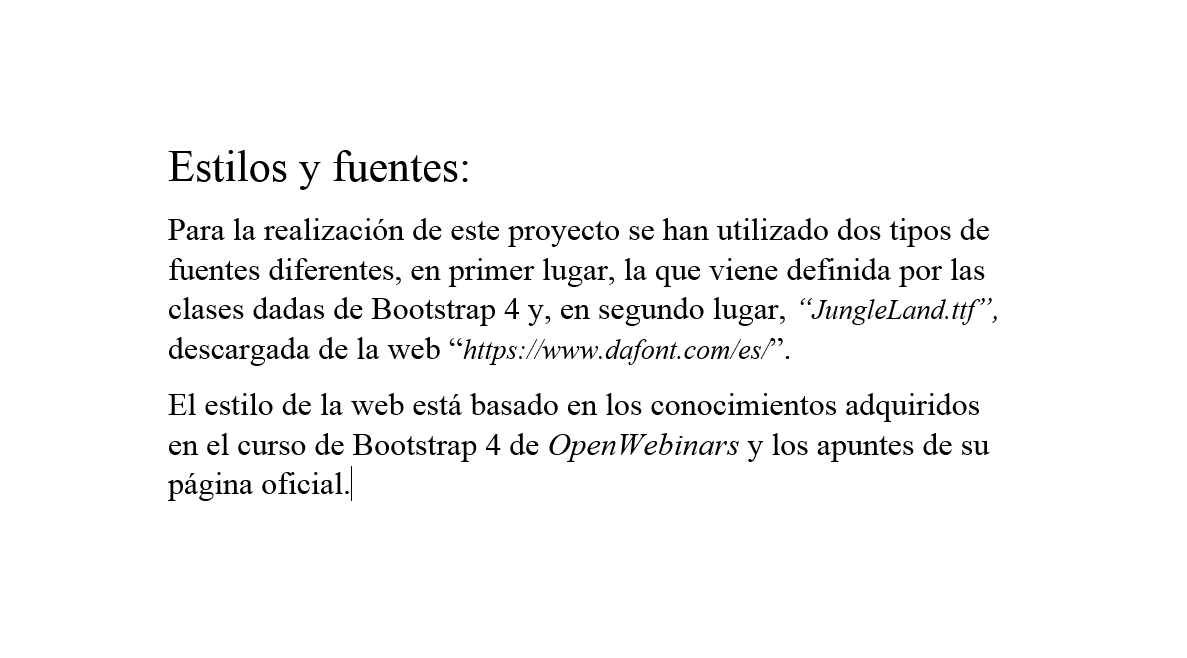 Estilos y fuentes:
Para la realización de este proyecto se han utilizado dos tipos de
fuentes diferentes, en primer lugar, la que viene definida por las
clases dadas de Bootstrap 4 y, en segundo lugar, “JungleLand.ttf”,
descargada de la web “https://www.dafont.com/es/”.
El estilo de la web está basado en los conocimientos adquiridos
en el curso de Bootstrap 4 de OpenWebinars y los apuntes de su
página oficial.